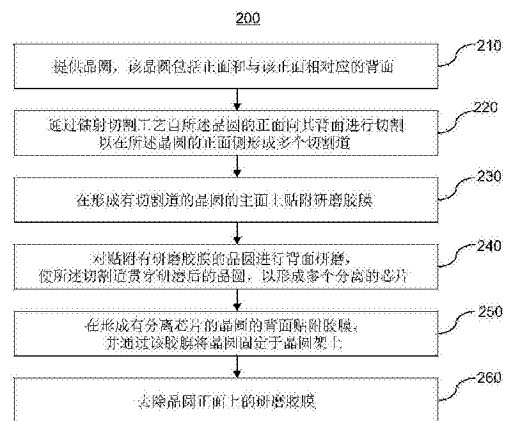 200
提供晶圆，该晶圆包括正面和与该正面相对应的背面
210
通过镭射切割工艺自所述晶圆的正面向其背面进行切割
以在所述晶圆的正面侧形成多个切割道
220
在形成有切割道的晶圆的主面上贴附研磨胶膜
230
对贴附有研磨胶膜的晶圆进行背面研磨，
使所述切割道贯穿研磨后的晶圆，以形成多个分离的芯片
240
在形成有分离芯片的晶圆的背面贴附胶膜，
并通过该胶膜将晶圆固定于晶圆架上
250
去除晶圆正面上的研磨胶膜
260